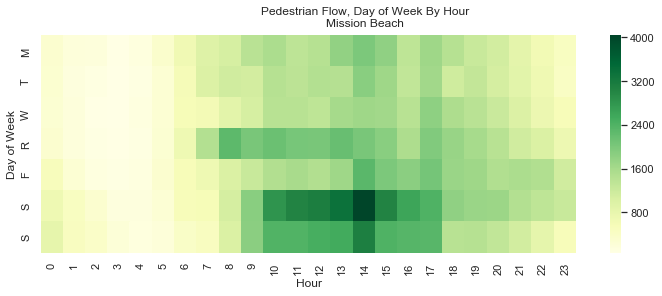 Pedestrian Flow, Day of Week By Hour
Mission Beach
Day of Week
M
T
W
R
F
S
S
0 1 2 3 4 5 6 7 8 9 10 11 12 13 14 15 16 17 18 19 20 21 22 23
Hour
4000
3200
2400
1600
800